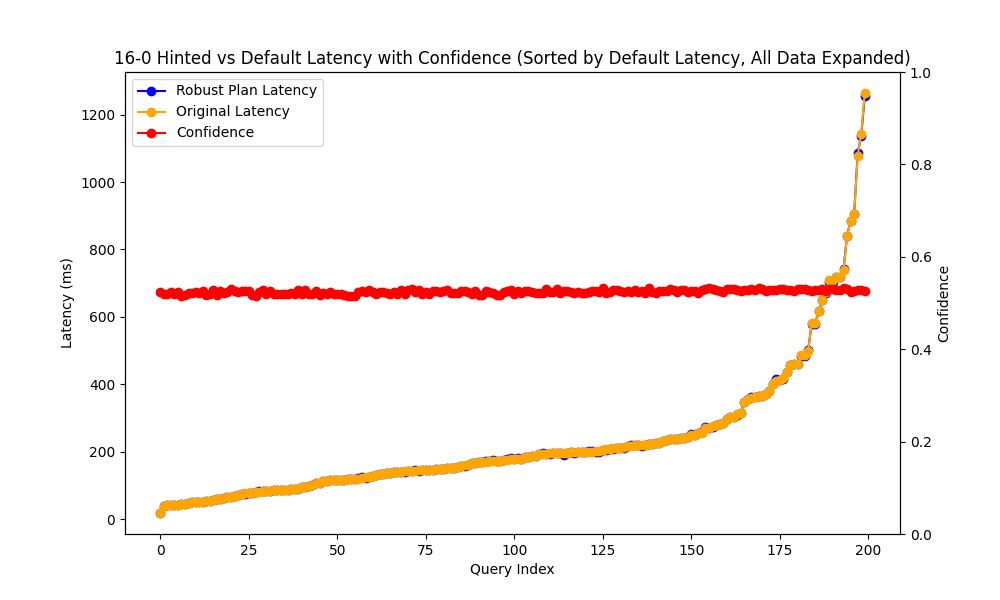 16-0 Hinted vs Default Latency with Confidence (Sorted by Default Latency, All Data Expanded)
Robust Plan Latency
Original Latency
Confidence
Latency (ms)
1200
1000
800
600
400
200
0
1.0
0.8
0.6
0.4
0.2
0.0
Confidence
0 25 50 75 100 125 150 175 200
Query Index